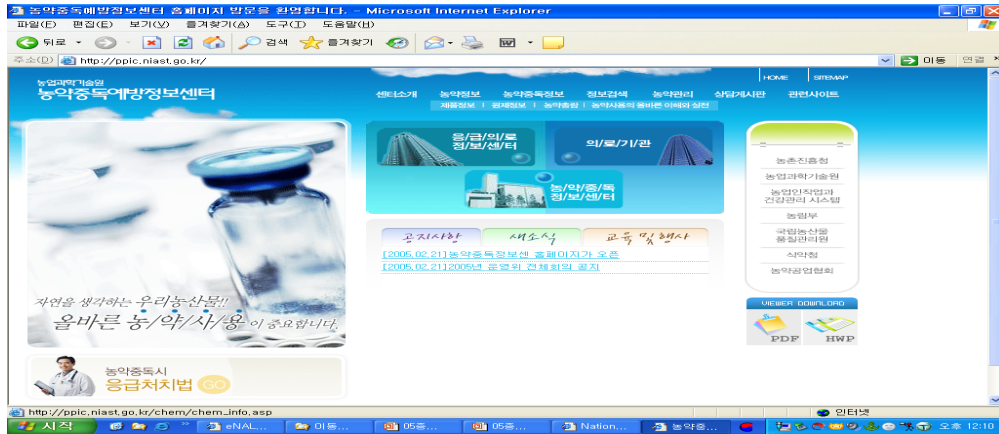 농약중독예방정보센터 홈페이지 방문을 환영합니다. - Microsoft Internet Explorer
파일(F) 편집(E) 보기(V) 즐겨찾기(A) 도구(T) 도움말(H)
뒤로 검색 즐겨찾기
주소(D) http://ppic.niast.go.kr/ 이동 연결
농업과학기술원
농약중독예방정보센터
HOME SITEMAP
센터소개 농약정보 농약중독정보 정보검색 농약관리 상담게시판 관련사이트
제품정보 | 원제정보 | 농약총람 | 농약사용의 올바른 이해와 실천
응/급/의/료
정/보/센/터
의/료/기/관
농/약/중/독
정/보/센/터
공지사항 새소식 교육 및 행사
[2005.02.21]농약중독정보센 홈페이지가 오픈
[2005.02.21]2005년 운영위 전체회의 공지
농촌진흥청
농업과학기술원
농업인작업과
건강관리 시스템
농림부
국립농산물
품질관리원
식약청
농약공업협회
VIEWER DOWNLOAD
PDF HWP
자연을 생각하는 우리농산물!!
올바른 농/약/사/용 이 중요합니다.
농약중독시
응급처치법 GO
http://ppic.niast.go.kr/chem/chem_info.asp 인터넷
시작 eNAL... 이동... 05중... 05중... Nation... 농약중... 오후 12:10